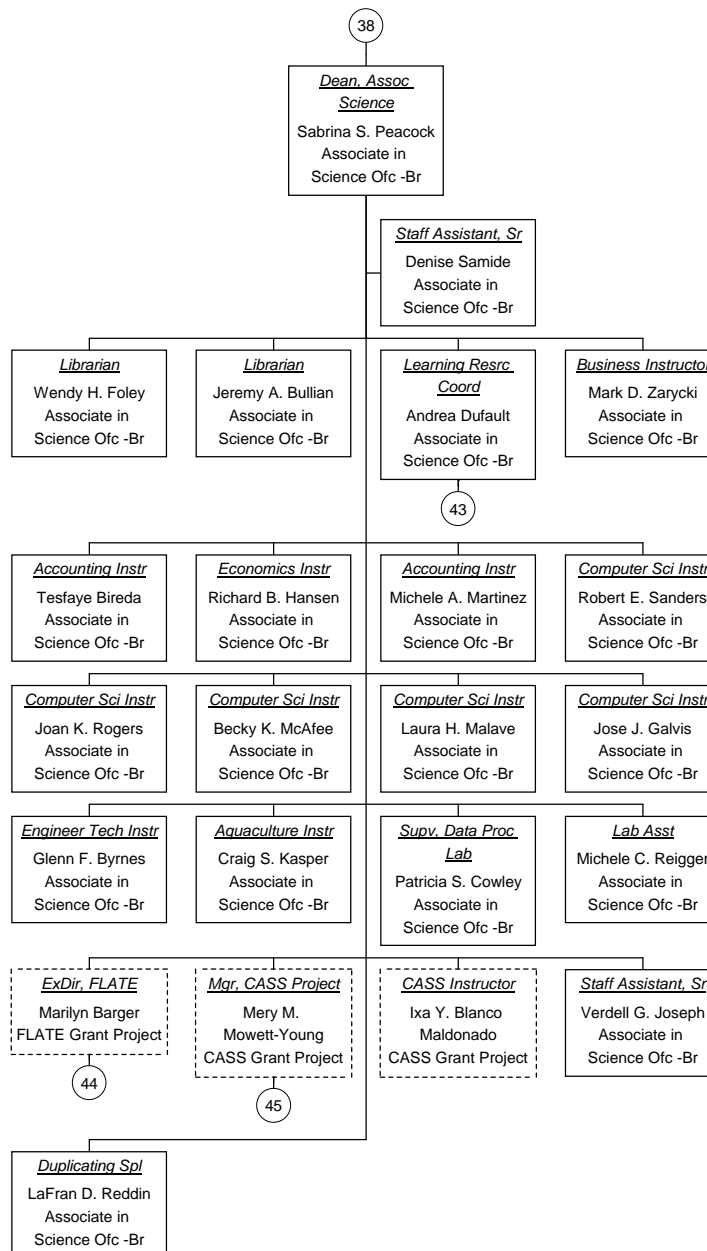 38
Dean, Assoc
Science
Sabrina S. Peacock
Associate in
Science Ofc -Br
Staff Assistant, Sr
Denise Samide
Associate in
Science Ofc -Br
Librarian
Wendy H. Foley
Associate in
Science Ofc -Br
Librarian
Jeremy A. Bullian
Associate in
Science Ofc -Br
Learning Resrc
Coord
Andrea Dufault
Associate in
Science Ofc -Br
43
Business Instructor
Mark D. Zarycki
Associate in
Science Ofc -Br
Accounting Instr
Tesfaye Bireda
Associate in
Science Ofc -Br
Economics Instr
Richard B. Hansen
Associate in
Science Ofc -Br
Accounting Instr
Michele A. Martinez
Associate in
Science Ofc -Br
Computer Sci Instr
Robert E. Sanders
Associate in
Science Ofc -Br
Computer Sci Instr
Joan K. Rogers
Associate in
Science Ofc -Br
Computer Sci Instr
Becky K. McAfee
Associate in
Science Ofc -Br
Computer Sci Instr
Laura H. Malave
Associate in
Science Ofc -Br
Computer Sci Instr
Jose J. Galvis
Associate in
Science Ofc -Br
Engineer Tech Instr
Glenn F. Byrnes
Associate in
Science Ofc -Br
Aquaculture Instr
Craig S. Kasper
Associate in
Science Ofc -Br
Supv, Data Proc
Lab
Patricia S. Cowley
Associate in
Science Ofc -Br
Lab Asst
Michele C. Reigger
Associate in
Science Ofc -Br
ExDir, FLATE
Marilyn Barger
FLATE Grant Project
44
Mgr, CASS Project
Mery M.
Mowett-Young
CASS Grant Project
45
CASS Instructor
Ixa Y. Blanco
Maldonado
CASS Grant Project
Staff Assistant, Sr
Verdell G. Joseph
Associate in
Science Ofc -Br
Duplicating Spl
LaFran D. Reddin
Associate in
Science Ofc -Br